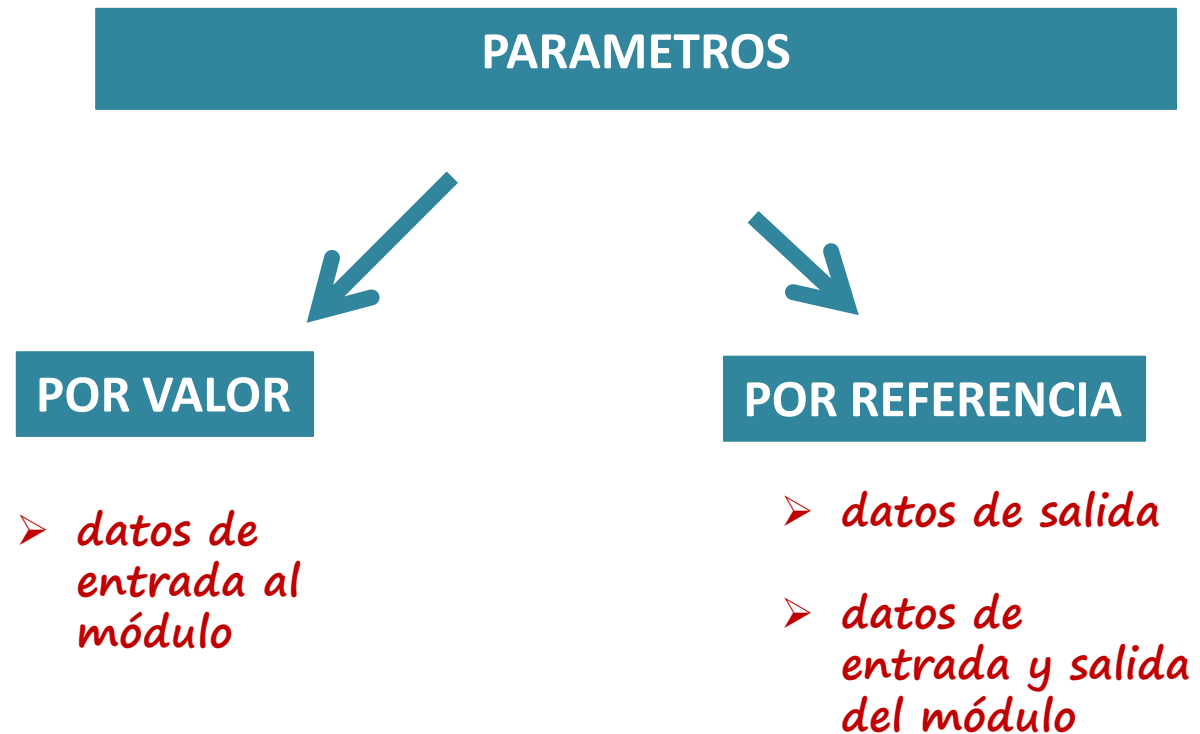 PARAMETROS
POR VALOR
➢ datos de
entrada al
módulo
POR REFERENCIA
➢ datos de salida
➢ datos de
entrada y salida
del módulo